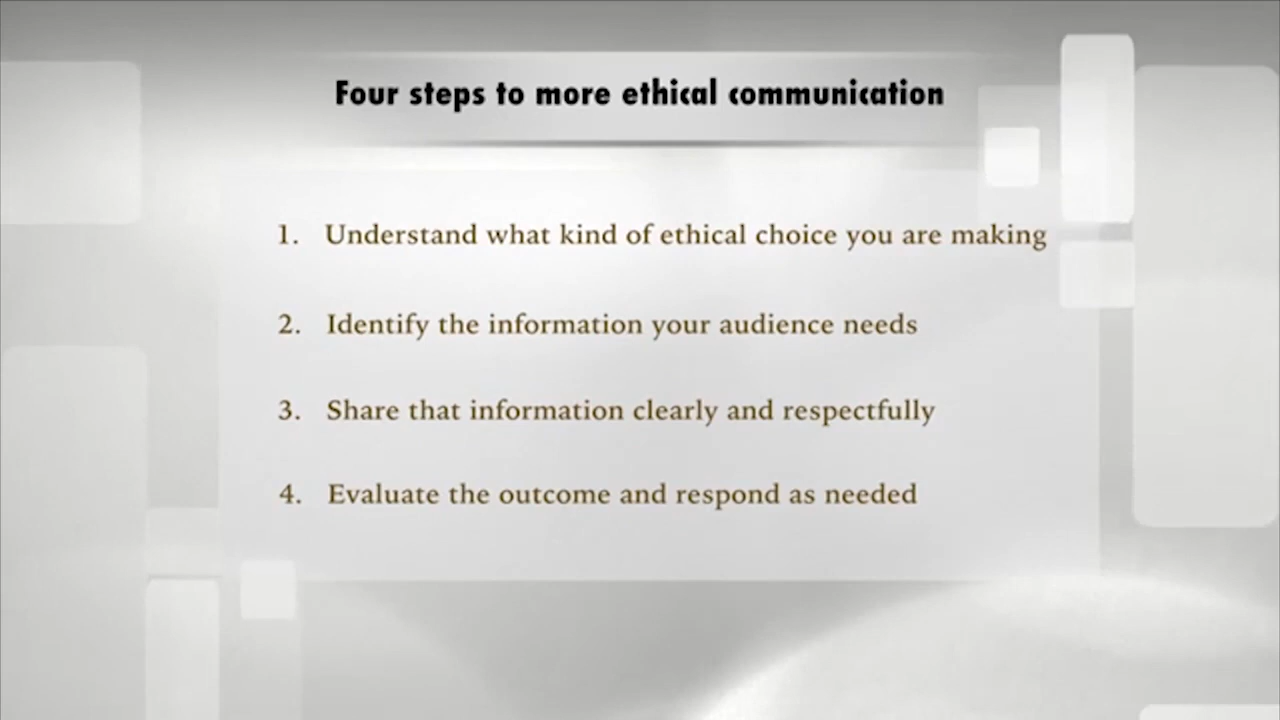 Four steps to more ethical communication
1. Understand what kind of ethical choice you are making
2. Identify the information your audience needs
3. Share that information clearly and respectfully
4. Evaluate the outcome and respond as needed